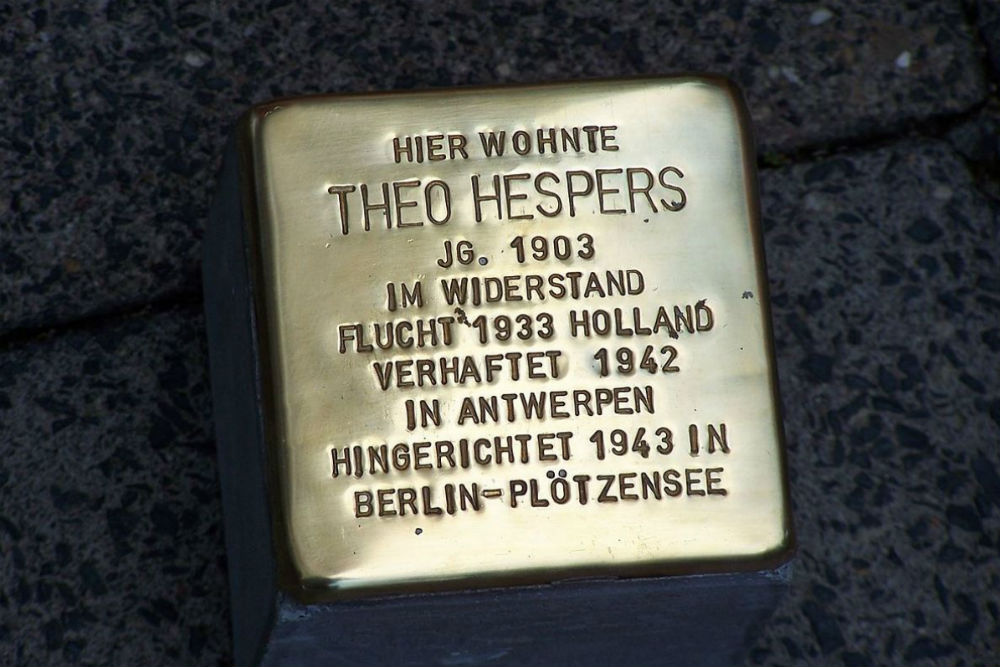 HIER WOHNTE
THEO HESPERS
JG. 1903
IM WIDERSTAND
FLUCHT 1933 HOLLAND
VERHAFTET 1942
IN ANTWERPEN
HINGERICHTET 1943 IN
BERLIN-PLÖTZENSEE